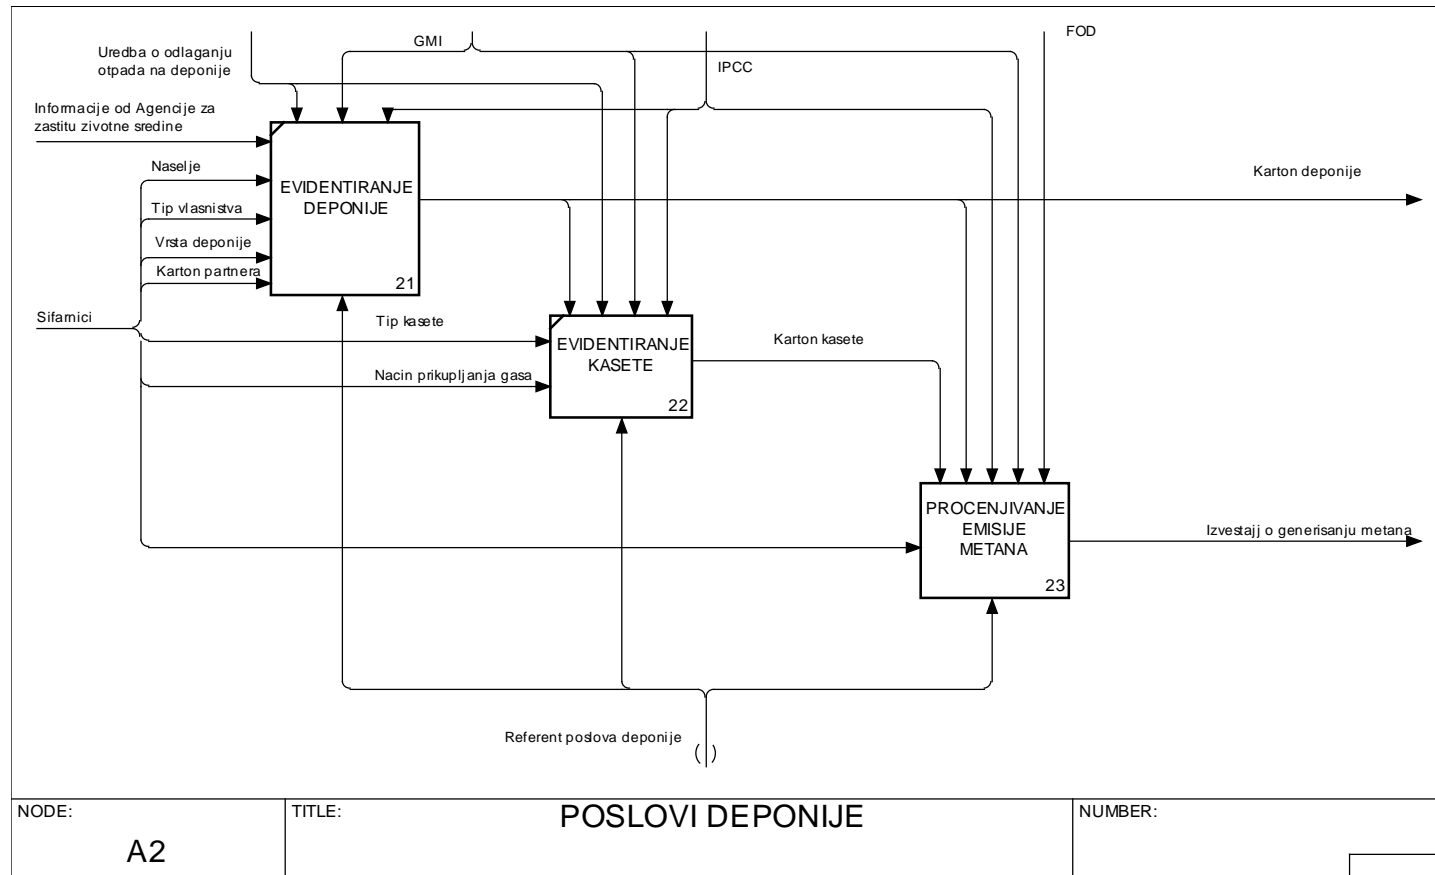 FOD
GMI
Uredba o odlaganju
otpada na deponije
IPCC
Informacije od Agencije za
zastitu zivotne sredine
Naselje
Karton deponije
EVIDENTIRANJE
DEPONIJE
Tip vlasnistva
Vrsta deponije
Karton partnera
21
Sifarnici
Tip kasete
EVIDENTIRANJE
KASETE
Karton kasete
Nacin prikupljanja gasa
22
PROCENJIVANJE
EMISIJE
METANA
Izvestajj o generisanju metana
23
Referent poslova deponije
( )
NODE:
A2
TITLE:
POSLOVI DEPONIJE
NUMBER: